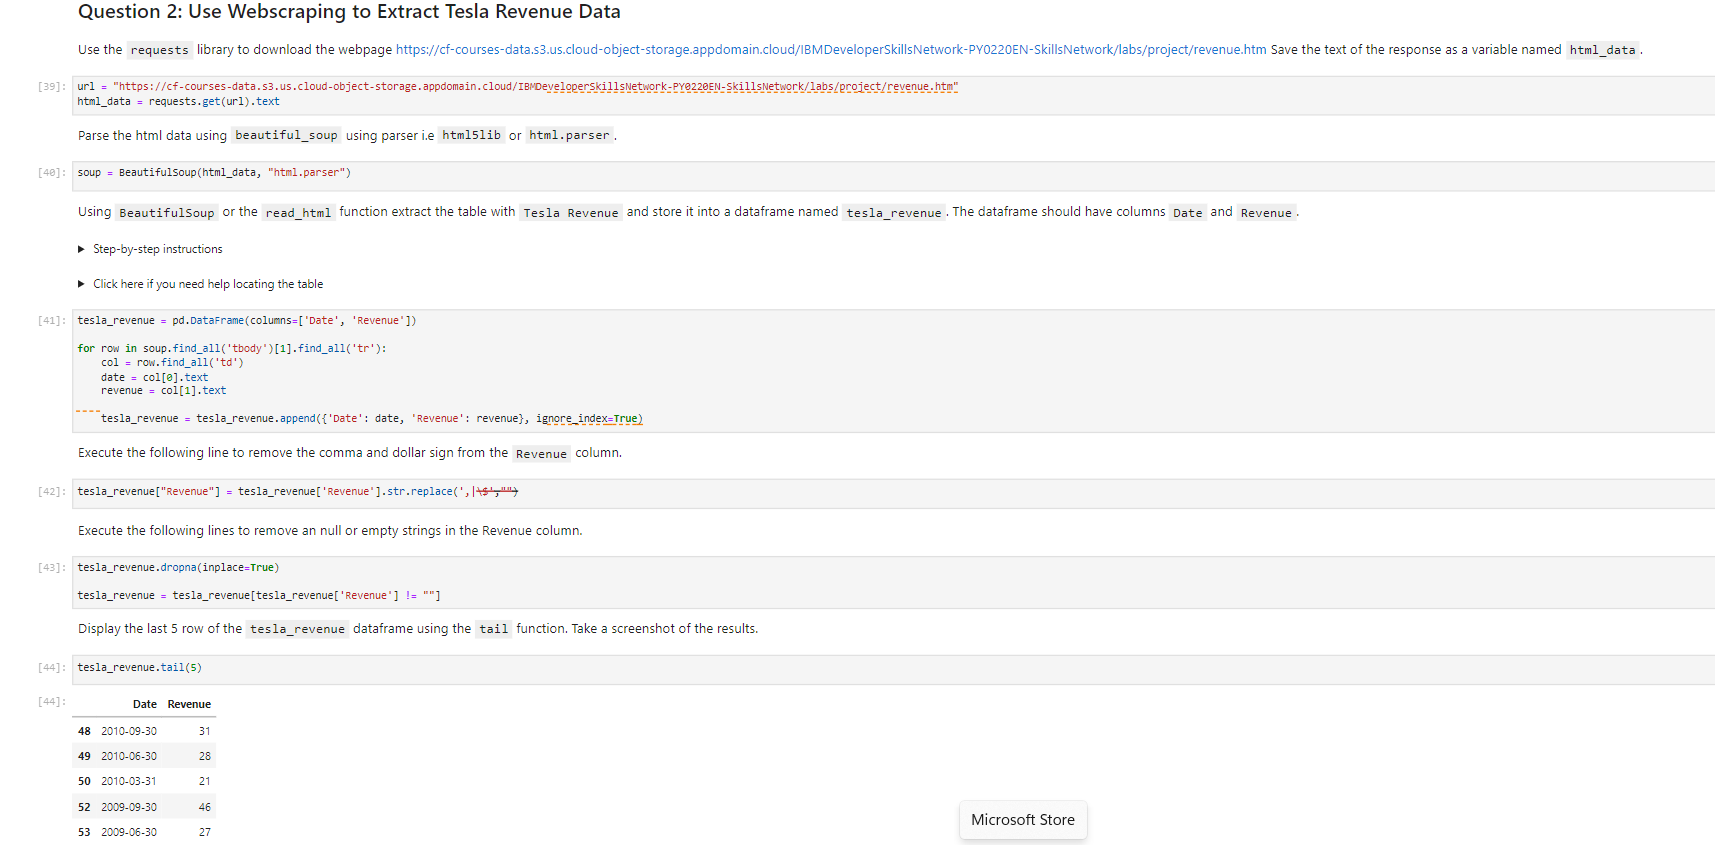 Question 2: Use Webscraping to Extract Tesla Revenue Data
Use the requests library to download the webpage https://cf-courses-data.s3.us.cloud-object-storage.appdomain.cloud/IBMDeveloperSkillsNetwork-PY0220EN-SkillsNetwork/labs/project/revenue.htm Save the text of the response as a variable named html_data .
[39]: url = "https://cf-courses-data.s3.us.cloud-object-storage.appdomain.cloud/IBMDeveloperSkillsNetwork-PY0220EN-SkillsNetwork/labs/project/revenue.htm"
html_data = requests.get(url).text
Parse the html data using beautiful_soup using parser i.e html5lib or html.parser .
[40]: soup = BeautifulSoup(html_data, "html.parser")
Using BeautifulSoup or the read_html function extract the table with Tesla Revenue and store it into a dataframe named tesla_revenue . The dataframe should have columns Date and Revenue .
▶ Step-by-step instructions
▶ Click here if you need help locating the table
[41]: tesla_revenue = pd.DataFrame(columns=['Date', 'Revenue'])
for row in soup.find_all('tbody')[1].find_all('tr'):
    col = row.find_all('td')
    date = col[0].text
    revenue = col[1].text
    tesla_revenue = tesla_revenue.append({'Date': date, 'Revenue': revenue}, ignore_index=True)
Execute the following line to remove the comma and dollar sign from the Revenue column.
[42]: tesla_revenue["Revenue"] = tesla_revenue['Revenue'].str.replace(',|\$',"")
Execute the following lines to remove an null or empty strings in the Revenue column.
[43]: tesla_revenue.dropna(inplace=True)
tesla_revenue = tesla_revenue[tesla_revenue['Revenue'] != ""]
Display the last 5 row of the tesla_revenue dataframe using the tail function. Take a screenshot of the results.
[44]: tesla_revenue.tail(5)
[44]: Date Revenue
48 2010-09-30 31
49 2010-06-30 28
50 2010-03-31 21
52 2009-09-30 46
53 2009-06-30 27
Microsoft Store